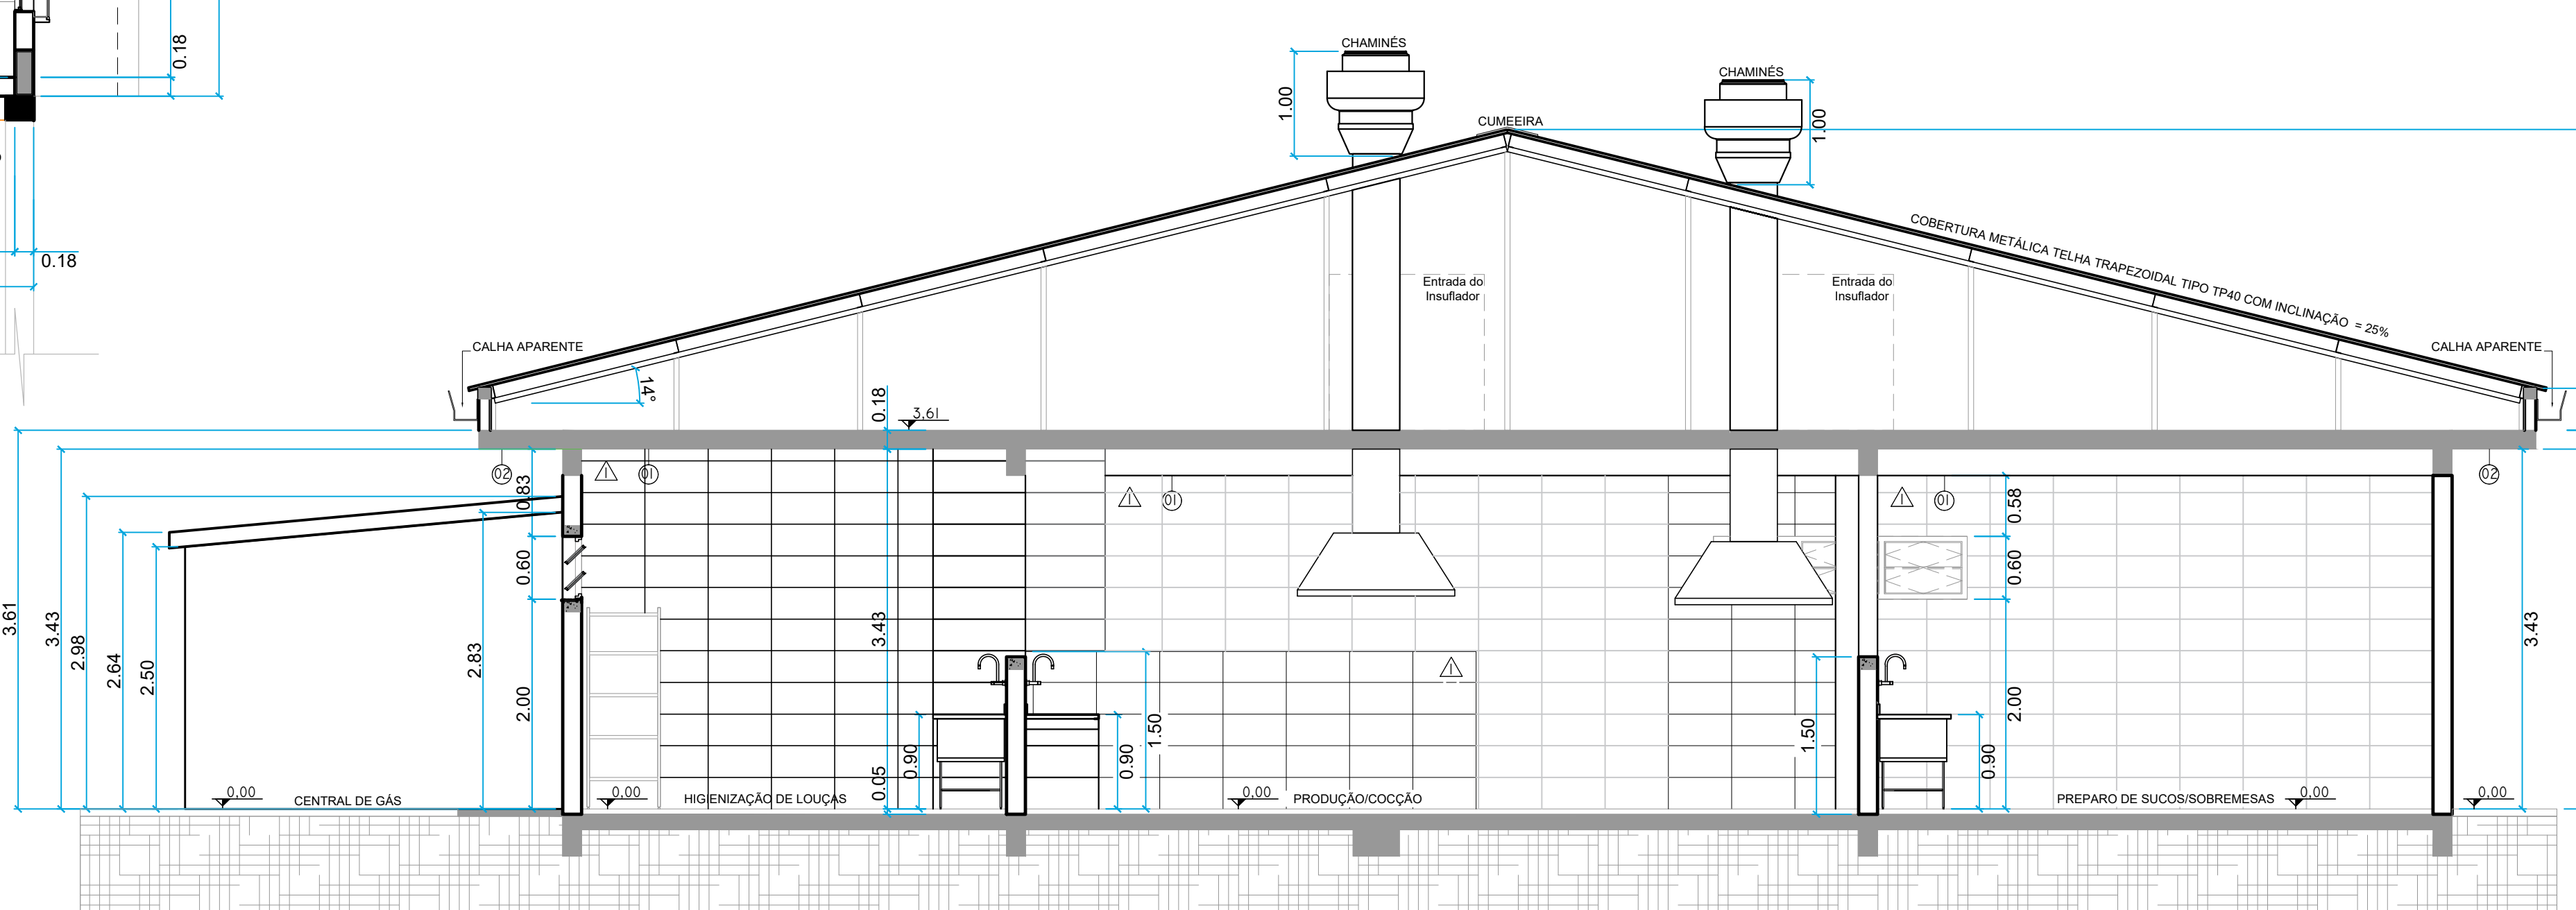 0.18
0.18
CHAMINÉS
CHAMINÉS
1.00
1.00
CUMEEIRA
COBERTURA METÁLICA TELHA TRAPEZOIDAL TIPO TP40 COM INCLINAÇÃO = 25%
Entrada do
Insuflador
Entrada do
Insuflador
CALHA APARENTE
CALHA APARENTE
14°
0.18
3,61
02
1
01
1
01
1
01
02
0.83
0.58
0.60
0.60
3.61
3.43
2.98
2.64
2.50
2.83
2.00
3.43
3.43
1
2.00
1.50
1.50
0.90
0.90
0.90
0.05
0,00
CENTRAL DE GÁS
0,00
HIGIENIZAÇÃO DE LOUÇAS
0,00
PRODUÇÃO/COCÇÃO
PREPARO DE SUCOS/SOBREMESAS
0,00
0,00